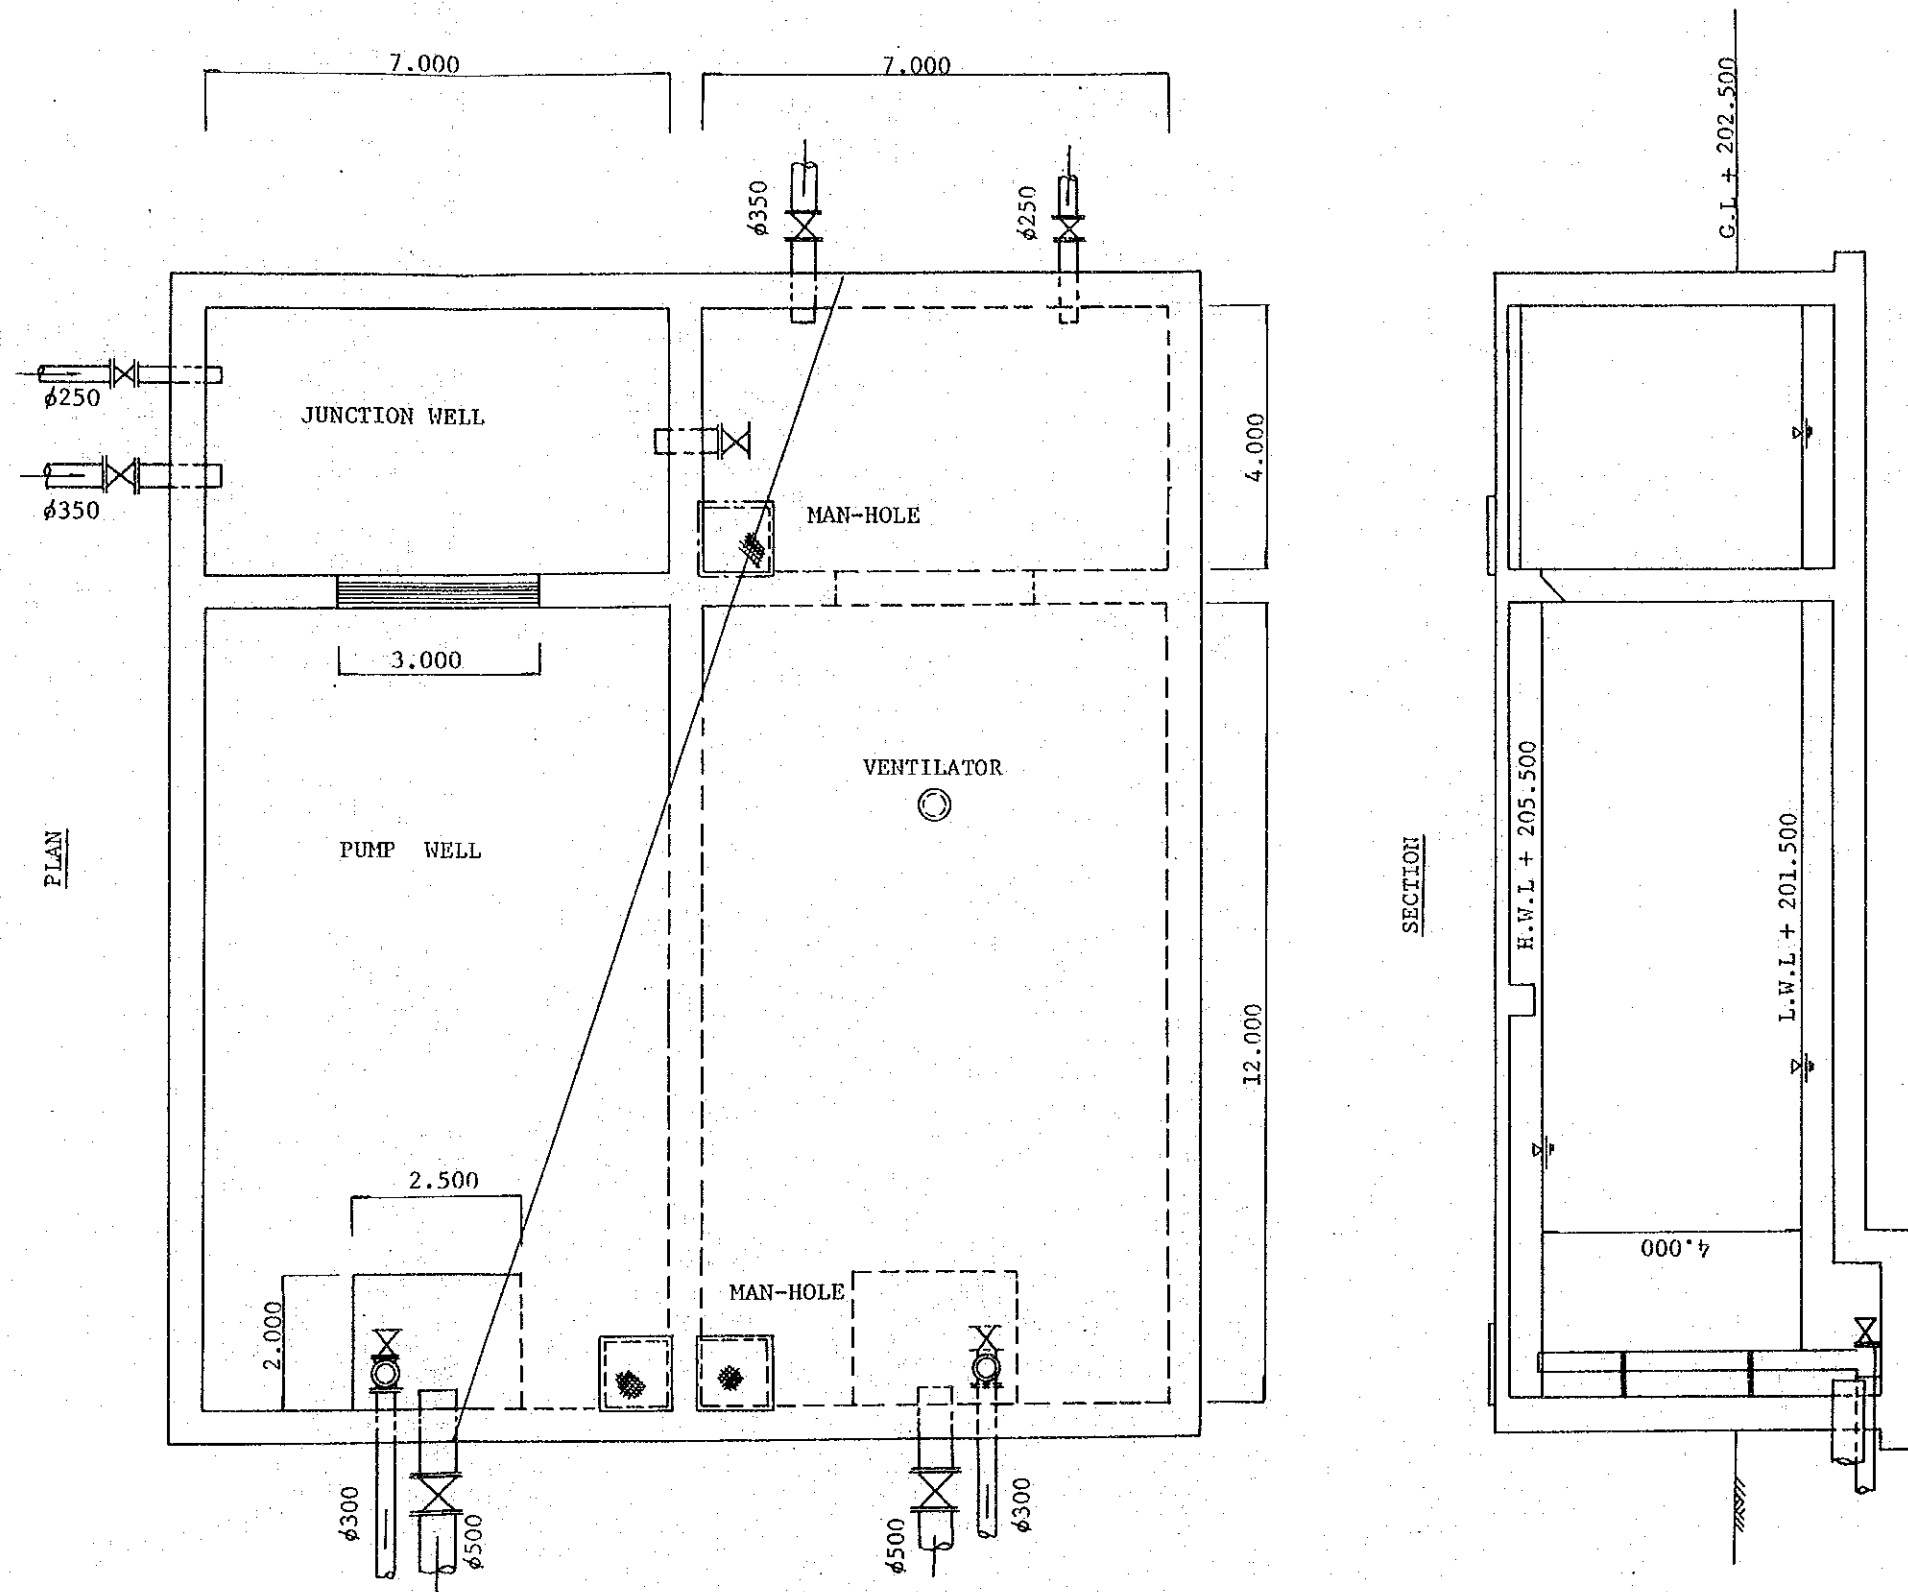 7.000
7.000
φ350
φ250
G.L + 202.500
φ250
φ350
JUNCTION WELL
MAN-HOLE
4.000
3.000
VENTILATOR
PUMP WELL
PLAN
SECTION
H.W.L + 205.500
L.W.L + 201.500
12.000
2.500
2.000
MAN-HOLE
4.000
φ300
φ500
φ500
φ300